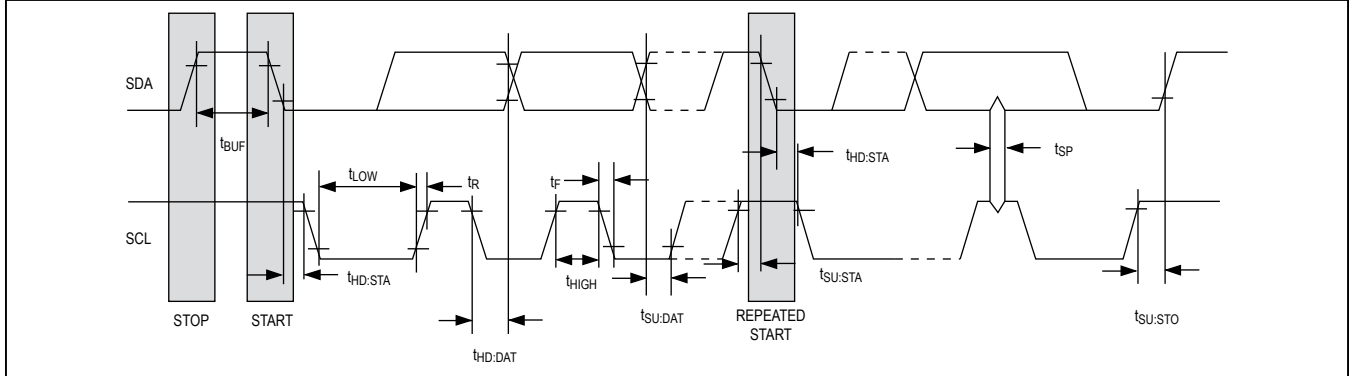 SDA
tBUF
tHD:STA
tSP
tLOW
tR
tF
SCL
tHD:STA
tHIGH
tSU:STA
tSU:DAT
tSU:STO
STOP
START
REPEATED
START
tHD:DAT